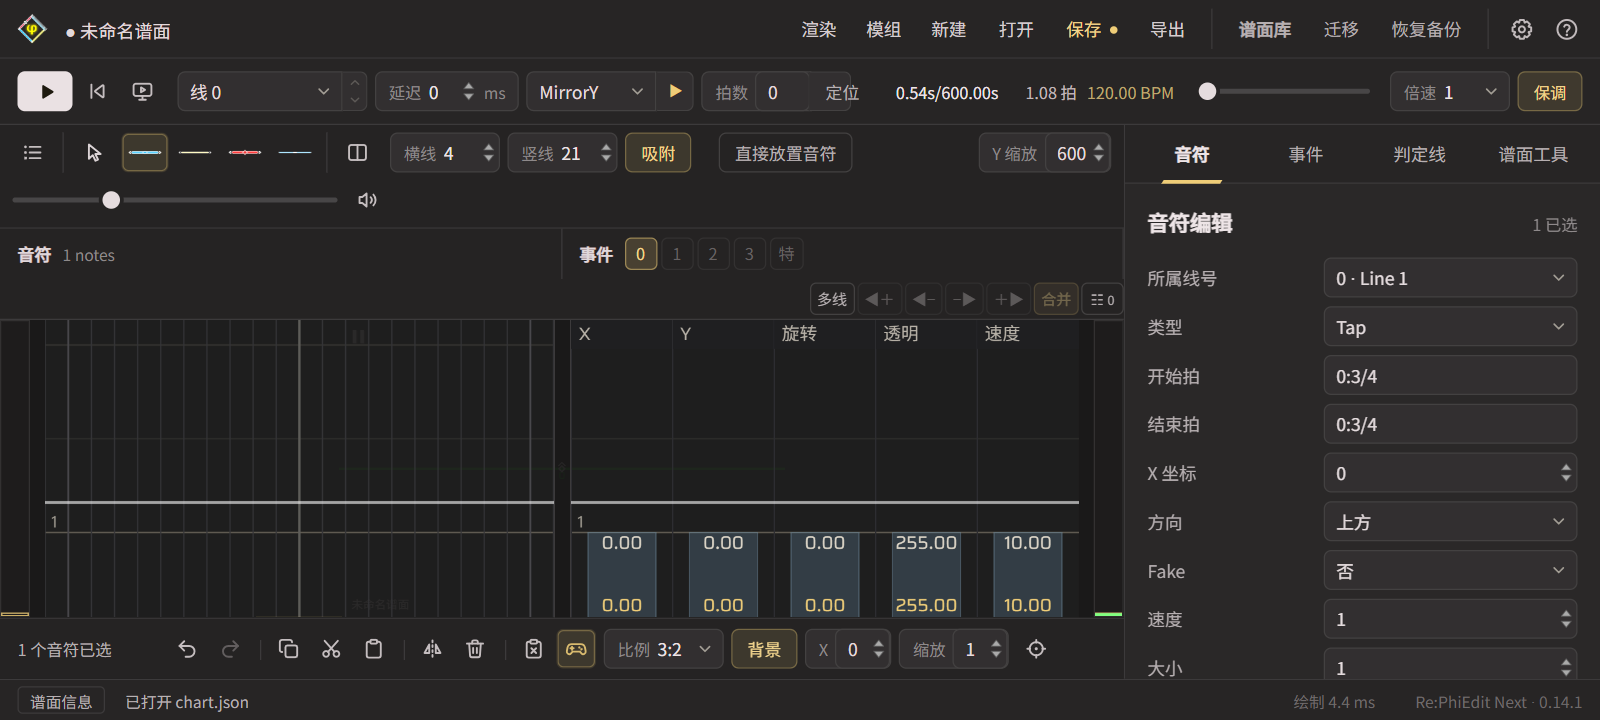 ● 未命名谱面 渲染 模组 新建 打开 保存 ● 导出 谱面库 迁移 恢复备份
线 0 延迟 0 ms MirrorY 拍数 0 定位 0.54s/600.00s 1.08 拍 120.00 BPM 倍速 1 保调
横线 4 竖线 21 吸附 直接放置音符 Y 缩放 600
音符 事件 判定线 谱面工具
音符 1 notes 事件 0 1 2 3 特
多线 合并 0
X Y 旋转 透明 速度
1 1
0.00 0.00 0.00 255.00 10.00
0.00 0.00 0.00 255.00 10.00
未命名谱面
音符编辑 1 已选
所属线号 0 · Line 1
类型 Tap
开始拍 0:3/4
结束拍 0:3/4
X 坐标 0
方向 上方
Fake 否
速度 1
大小 1
1 个音符已选 比例 3:2 背景 X 0 缩放 1
谱面信息 已打开 chart.json 绘制 4.4 ms Re:PhiEdit Next · 0.14.1